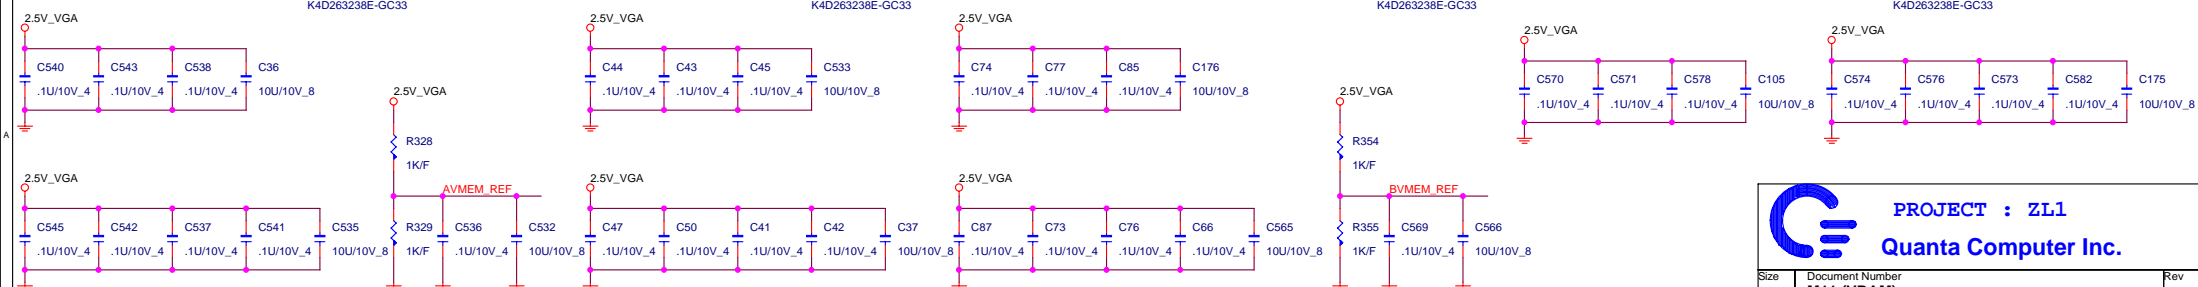 K4D263238E-GC33 K4D263238E-GC33 K4D263238E-GC33 K4D263238E-GC33
2.5V_VGA 2.5V_VGA 2.5V_VGA 2.5V_VGA 2.5V_VGA
C540 C543 C538 C36 C44 C43 C45 C533 C74 C77 C85 C176 C570 C571 C578 C105 C574 C576 C573 C582 C175
.1U/10V_4 .1U/10V_4 .1U/10V_4 10U/10V_8 .1U/10V_4 .1U/10V_4 .1U/10V_4 10U/10V_8 .1U/10V_4 .1U/10V_4 .1U/10V_4 10U/10V_8 .1U/10V_4 .1U/10V_4 .1U/10V_4 10U/10V_8 .1U/10V_4 .1U/10V_4 .1U/10V_4 .1U/10V_4 10U/10V_8
2.5V_VGA 2.5V_VGA
A
R328 R354
1K/F 1K/F
2.5V_VGA 2.5V_VGA 2.5V_VGA
AVMEM_REF BVMEM_REF
C545 C542 C537 C541 C535 R329 C536 C532 C47 C50 C41 C42 C37 C87 C73 C76 C66 C565 R355 C569 C566
.1U/10V_4 .1U/10V_4 .1U/10V_4 .1U/10V_4 10U/10V_8 1K/F .1U/10V_4 10U/10V_8 .1U/10V_4 .1U/10V_4 .1U/10V_4 .1U/10V_4 10U/10V_8 .1U/10V_4 .1U/10V_4 .1U/10V_4 .1U/10V_4 10U/10V_8 1K/F .1U/10V_4 10U/10V_8
PROJECT : ZL1
Quanta Computer Inc.
Size Document Number Rev